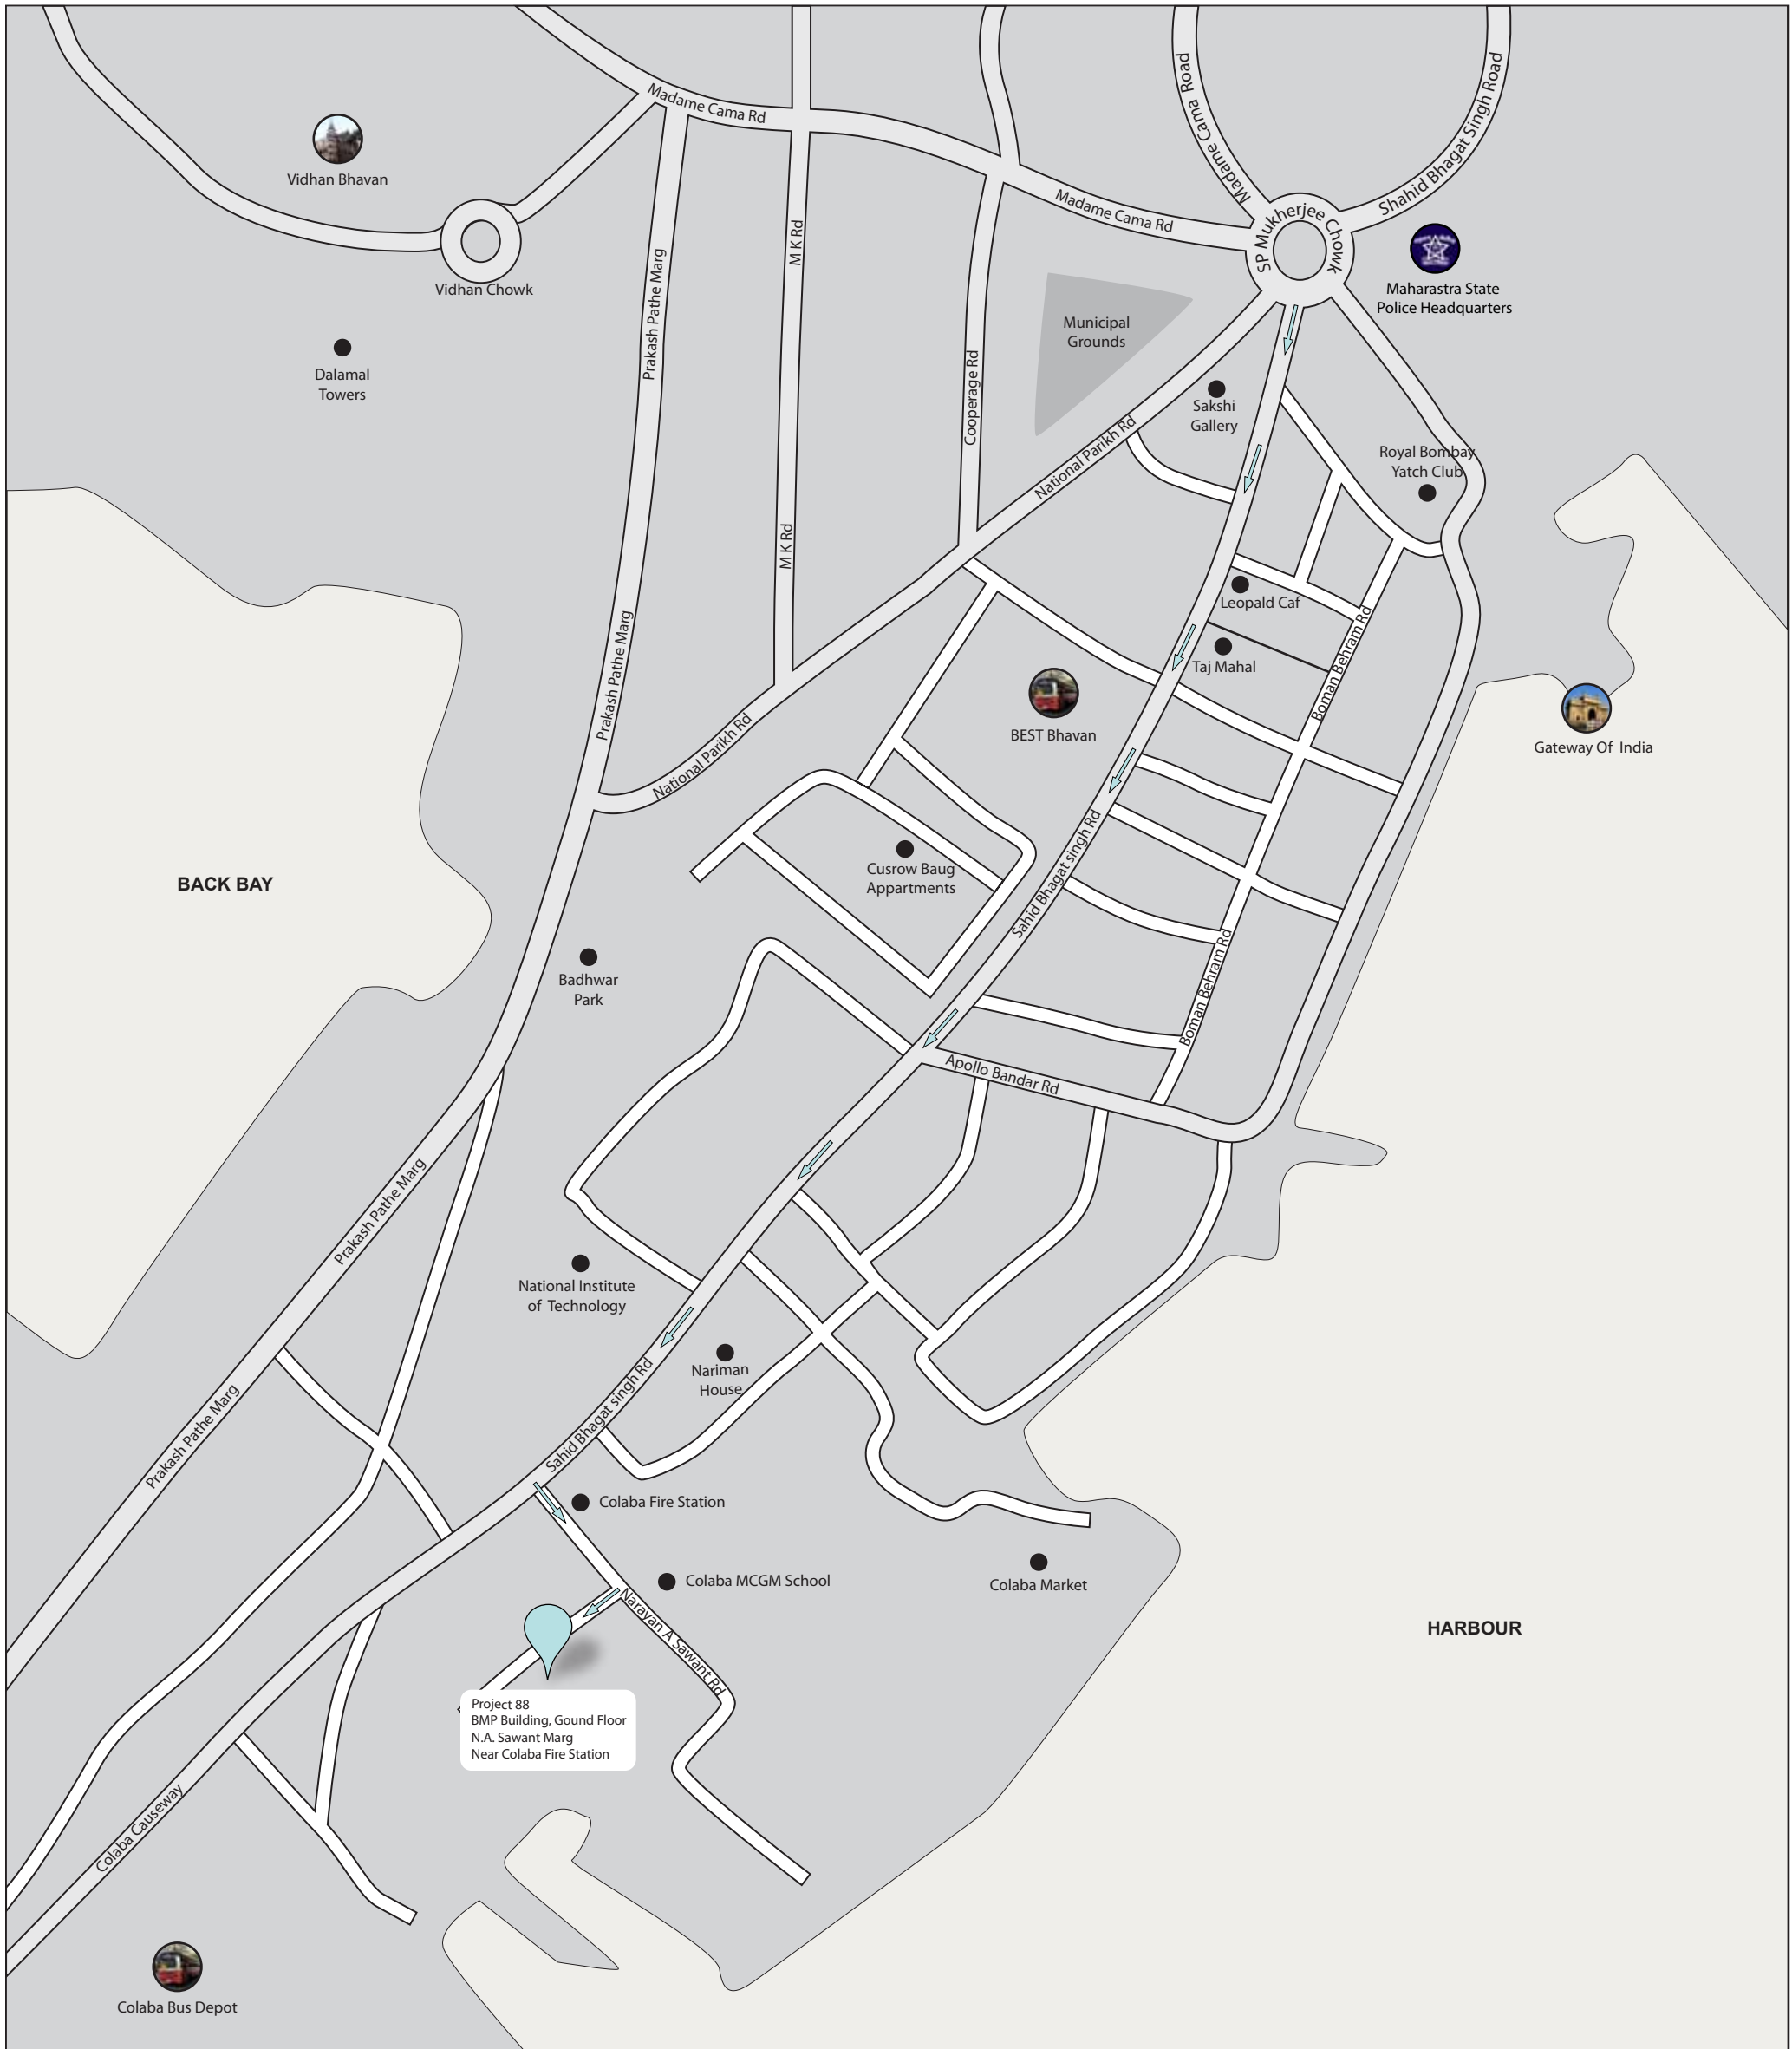 Madame Cama Rd
Madame Cama Road
Shahid Bhagat Singh Road
Vidhan Bhavan
Madame Cama Rd
SP Mukherjee Chowk
Vidhan Chowk
Maharastra State
Police Headquarters
M K Rd
Prakash Pathe Marg
Municipal
Grounds
Dalamal
Towers
Cooperage Rd
Sakshi
Gallery
National Parikh Rd
Royal Bombay
Yatch Club
M K Rd
Leopald Caf
Prakash Pathe Marg
Taj Mahal
Boman Behram Rd
BEST Bhavan
Gateway Of India
National Parikh Rd
Sahid Bhagat singh Rd
Cusrow Baug
Appartments
BACK BAY
Badhwar
Park
Boman Behram Rd
Apollo Bandar Rd
Prakash Pathe Marg
National Institute
of Technology
Nariman
House
Sahid Bhagat singh Rd
Prakash Pathe Marg
Colaba Fire Station
Colaba MCGM School
Colaba Market
Narayan A Sawant Rd
HARBOUR
Project 88
BMP Building, Gound Floor
N.A. Sawant Marg
Near Colaba Fire Station
Colaba Causeway
Colaba Bus Depot